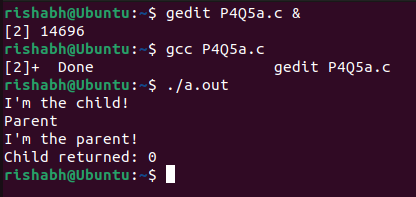 rishabh@Ubuntu:~$ gedit P4Q5a.c &
[2] 14696
rishabh@Ubuntu:~$ gcc P4Q5a.c
[2]+  Done                    gedit P4Q5a.c
rishabh@Ubuntu:~$ ./a.out
I'm the child!
Parent
I'm the parent!
Child returned: 0
rishabh@Ubuntu:~$